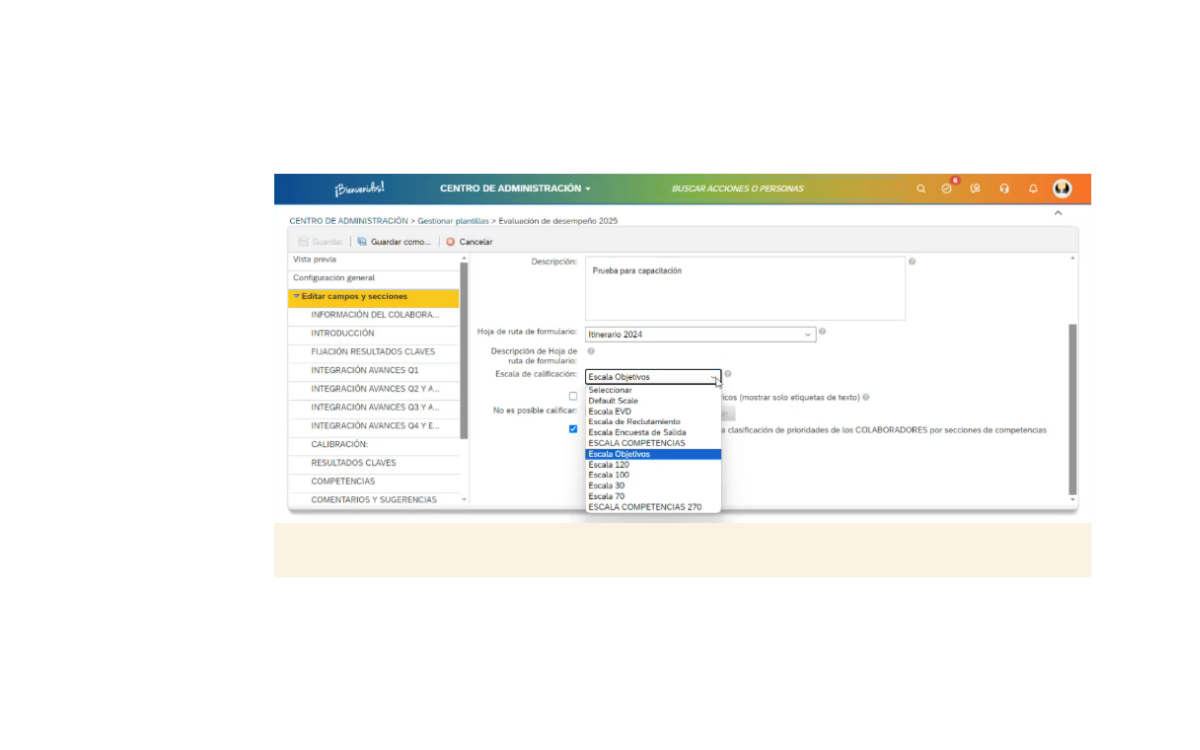 ¡Bienvenidos!
CENTRO DE ADMINISTRACIÓN
BUSCAR ACCIONES O PERSONAS
6
CENTRO DE ADMINISTRACIÓN > Gestionar plantillas > Evaluación de desempeño 2025
Guardar
Guardar como...
Cancelar
Vista previa
Configuración general
Editar campos y secciones
INFORMACIÓN DEL COLABORA...
INTRODUCCIÓN
FIJACIÓN RESULTADOS CLAVES
INTEGRACIÓN AVANCES Q1
INTEGRACIÓN AVANCES Q2 Y A...
INTEGRACIÓN AVANCES Q3 Y A...
INTEGRACIÓN AVANCES Q4 Y E...
CALIBRACIÓN:
RESULTADOS CLAVES
COMPETENCIAS
COMENTARIOS Y SUGERENCIAS
Descripción:
Prueba para capacitación
Hoja de ruta de formulario:
Itinerario 2024
Descripción de Hoja de
ruta de formulario:
Escala de calificación:
Escala Objetivos
Seleccionar
Default Scale
Escala EVD
Escala de Reclutamiento
Escala Encuesta de Salida
ESCALA COMPETENCIAS
Escala Objetivos
Escala 120
Escala 100
Escala 30
Escala 70
ESCALA COMPETENCIAS 270
ricos (mostrar solo etiquetas de texto)
No es posible calificar:
a clasificación de prioridades de los COLABORADORES por secciones de competencias